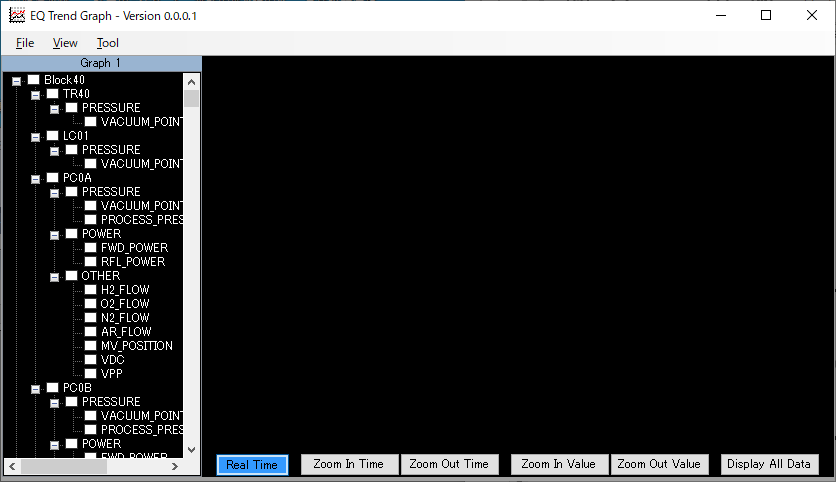 EQ Trend Graph - Version 0.0.0.1
File View Tool
Graph 1
Block40
TR40
PRESSURE
VACUUM_POINT
LC01
PRESSURE
VACUUM_POINT
PC0A
PRESSURE
VACUUM_POINT
PROCESS_PRES
POWER
FWD_POWER
RFL_POWER
OTHER
H2_FLOW
O2_FLOW
N2_FLOW
AR_FLOW
MV_POSITION
VDC
VPP
PC0B
PRESSURE
VACUUM_POINT
PROCESS_PRES
POWER
FWD_POWER
Real Time Zoom In Time Zoom Out Time Zoom In Value Zoom Out Value Display All Data